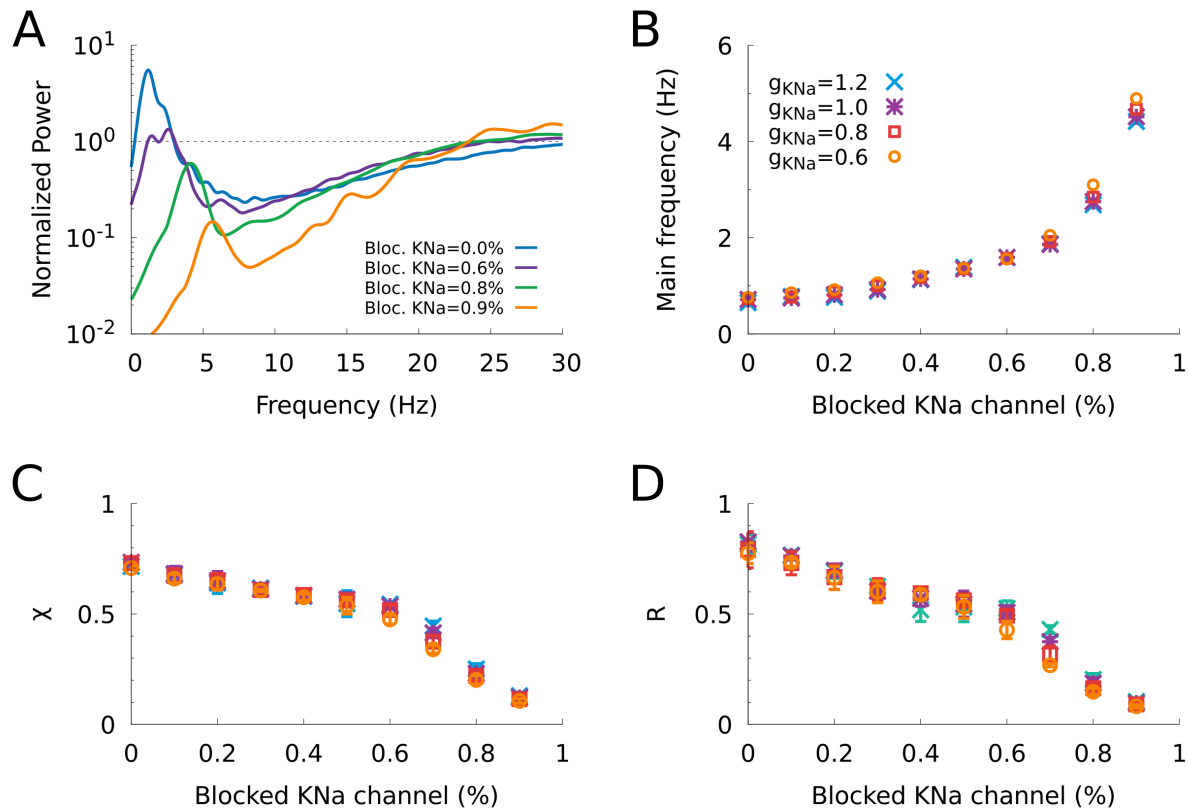 A
Normalized Power
10^1
10^0
10^-1
10^-2
Bloc. KNa=0.0%
Bloc. KNa=0.6%
Bloc. KNa=0.8%
Bloc. KNa=0.9%
0 5 10 15 20 25 30
Frequency (Hz)
B
Main frequency (Hz)
6
4
2
0
gKNa=1.2
gKNa=1.0
gKNa=0.8
gKNa=0.6
0 0.2 0.4 0.6 0.8 1
Blocked KNa channel (%)
C
χ
1
0.5
0
0 0.2 0.4 0.6 0.8 1
Blocked KNa channel (%)
D
R
1
0.5
0
0 0.2 0.4 0.6 0.8 1
Blocked KNa channel (%)